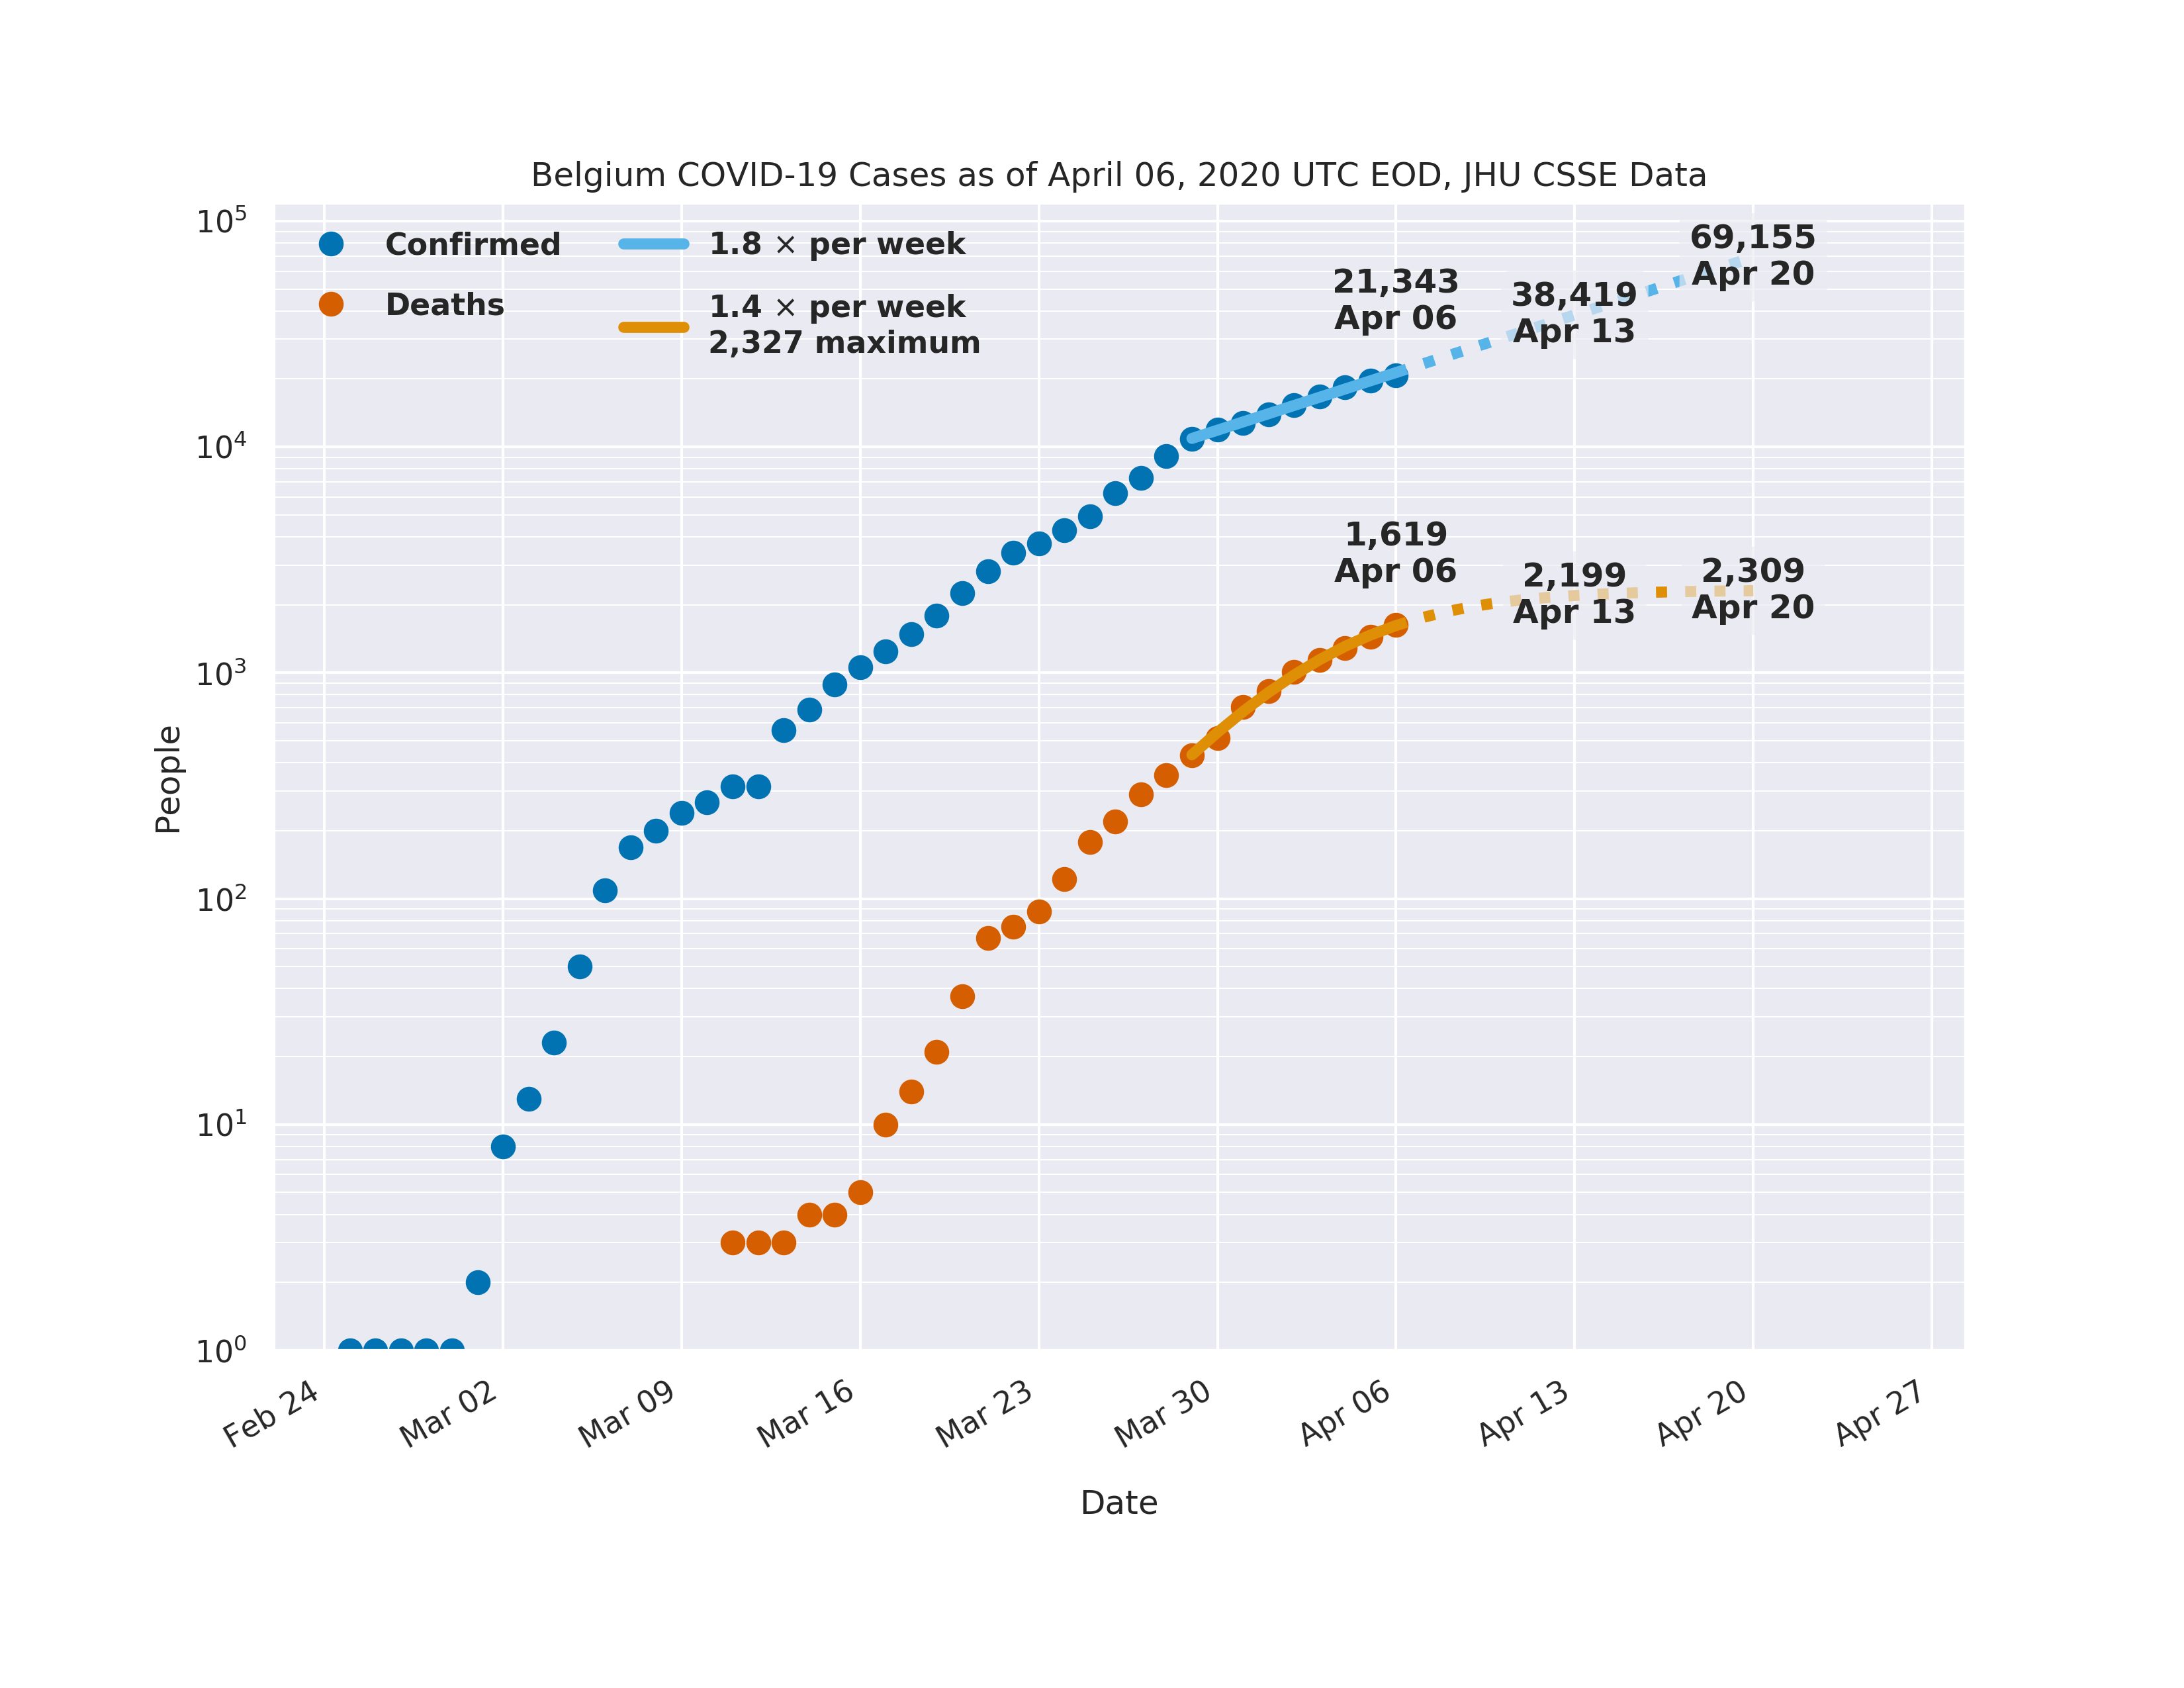 Belgium COVID-19 Cases as of April 06, 2020 UTC EOD, JHU CSSE Data
10⁵
10⁴
10³
10²
10¹
10⁰
People
Confirmed
Deaths
1.8 × per week
1.4 × per week
2,327 maximum
21,343
Apr 06
38,419
Apr 13
69,155
Apr 20
1,619
Apr 06
2,199
Apr 13
2,309
Apr 20
Feb 24
Mar 02
Mar 09
Mar 16
Mar 23
Mar 30
Apr 06
Apr 13
Apr 20
Apr 27
Date